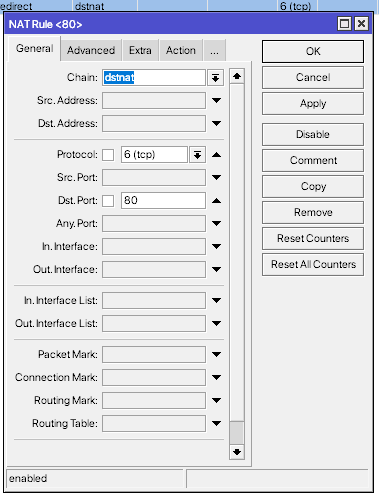 edirect dstnat 6 (tcp)
NAT Rule <80>
General Advanced Extra Action ...
Chain: dstnat
Src. Address:
Dst. Address:
Protocol: 6 (tcp)
Src. Port:
Dst. Port: 80
Any. Port:
In. Interface:
Out. Interface:
In. Interface List:
Out. Interface List:
Packet Mark:
Connection Mark:
Routing Mark:
Routing Table:
OK
Cancel
Apply
Disable
Comment
Copy
Remove
Reset Counters
Reset All Counters
enabled